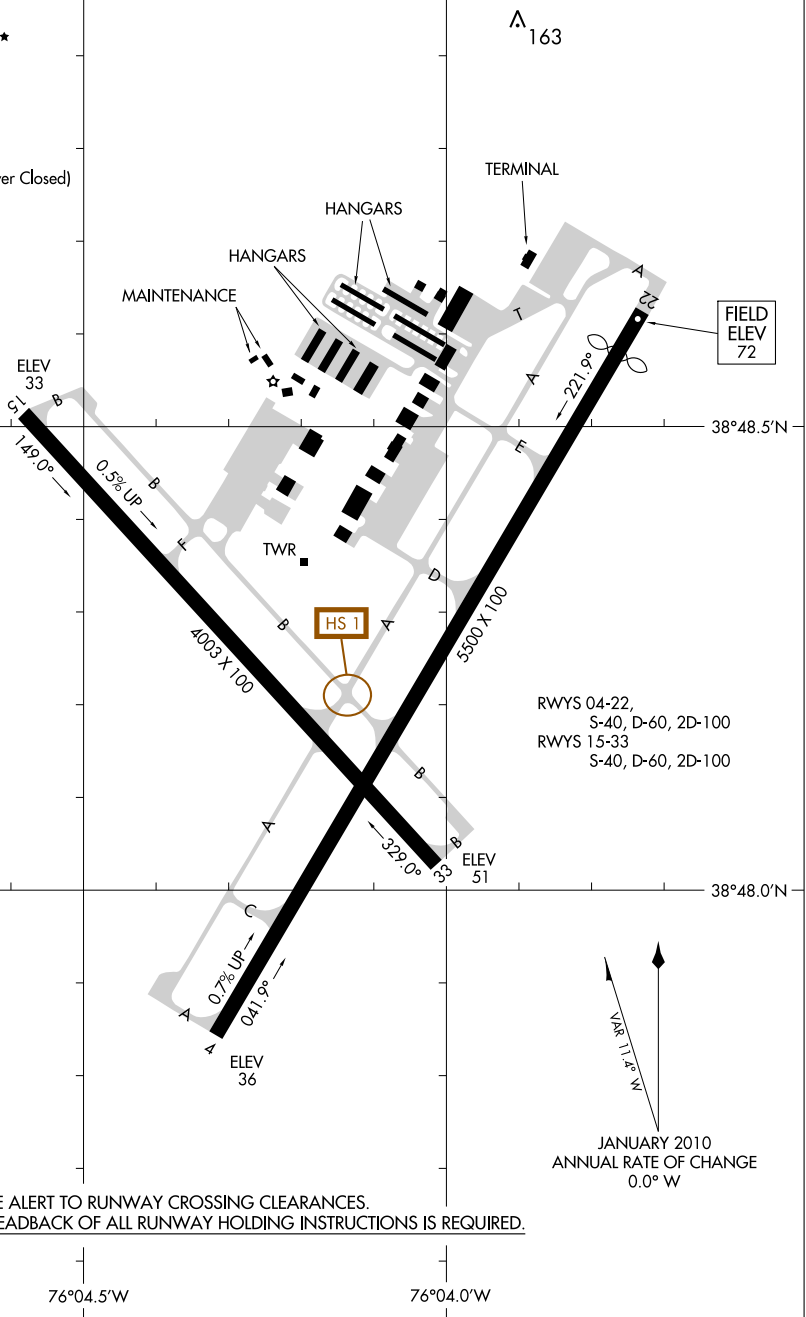 163
er Closed)
TERMINAL
HANGARS
HANGARS
MAINTENANCE
A
22
FIELD
ELEV
72
T
ELEV
33
15
B
A
221.9°
38°48.5'N
149.0°
0.5% UP
B
E
F
TWR
D
HS 1
B
A
4003 X 100
5500 X 100
RWYS 04-22,
S-40, D-60, 2D-100
RWYS 15-33
S-40, D-60, 2D-100
B
A
329.0°
B
33
ELEV
51
38°48.0'N
C
0.7% UP
041.9°
A
4
ELEV
36
VAR 11.4° W
JANUARY 2010
ANNUAL RATE OF CHANGE
0.0° W
E ALERT TO RUNWAY CROSSING CLEARANCES.
EADBACK OF ALL RUNWAY HOLDING INSTRUCTIONS IS REQUIRED.
76°04.5'W
76°04.0'W